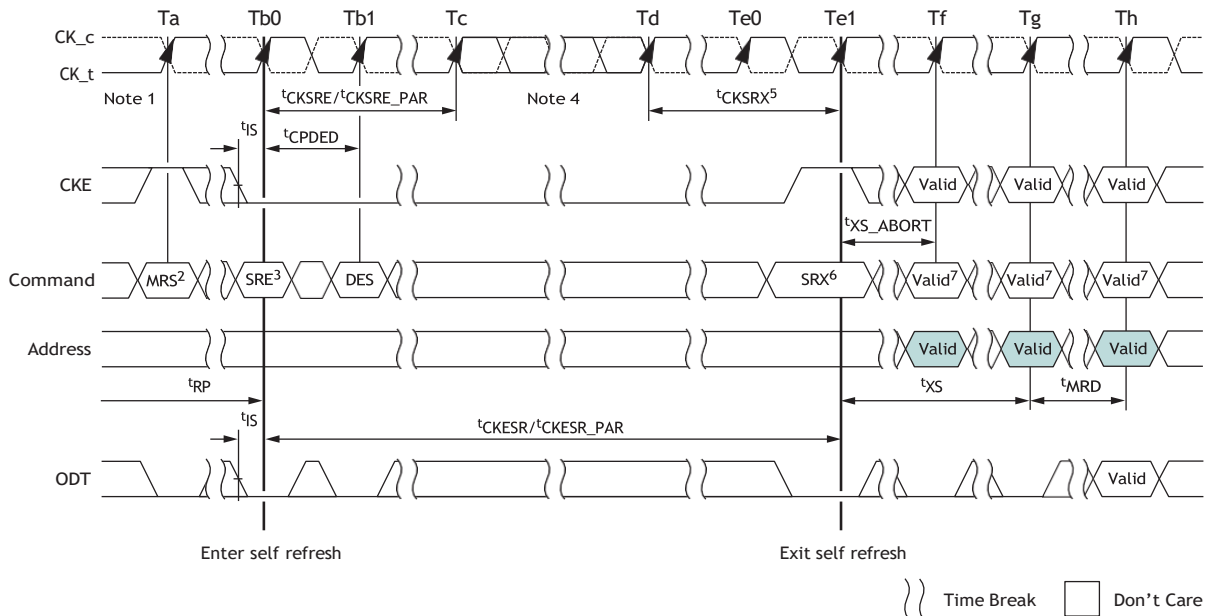 Ta Tb0 Tb1 Tc Td Te0 Te1 Tf Tg Th
CK_c
CK_t
Note 1 tCKSRE/tCKSRE_PAR Note 4 tCKSRX5
tIS
tCPDED
CKE Valid Valid Valid
tXS_ABORT
Command MRS2 SRE3 DES SRX6 Valid7 Valid7 Valid7
Address Valid Valid Valid
tRP tXS tMRD
tIS
tCKESR/tCKESR_PAR
ODT Valid
Enter self refresh Exit self refresh
Time Break Don't Care